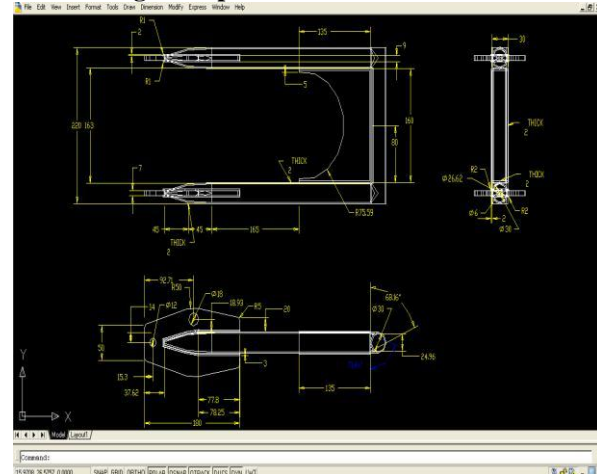 File Edit View Insert Format Tools Draw Dimension Modify Express Window Help
R1
2
135
9
30
R1
5
220
163
160
80
THICK
2
THICK
2
THICK
2
7
R2
Ø26.62
R75.59
Ø6
2
R2
Ø30
45
45
165
THICK
2
92.71
R50
Ø18
18.93
R5
20
68.16°
14
Ø12
Ø30
50
24.96
3
15.3
37.62
135
77.8
78.25
180
Y
X
Model
Layout1
Command:
SNAP GRID ORTHO POLAR OSNAP OTRACK DUCS DYN LWT